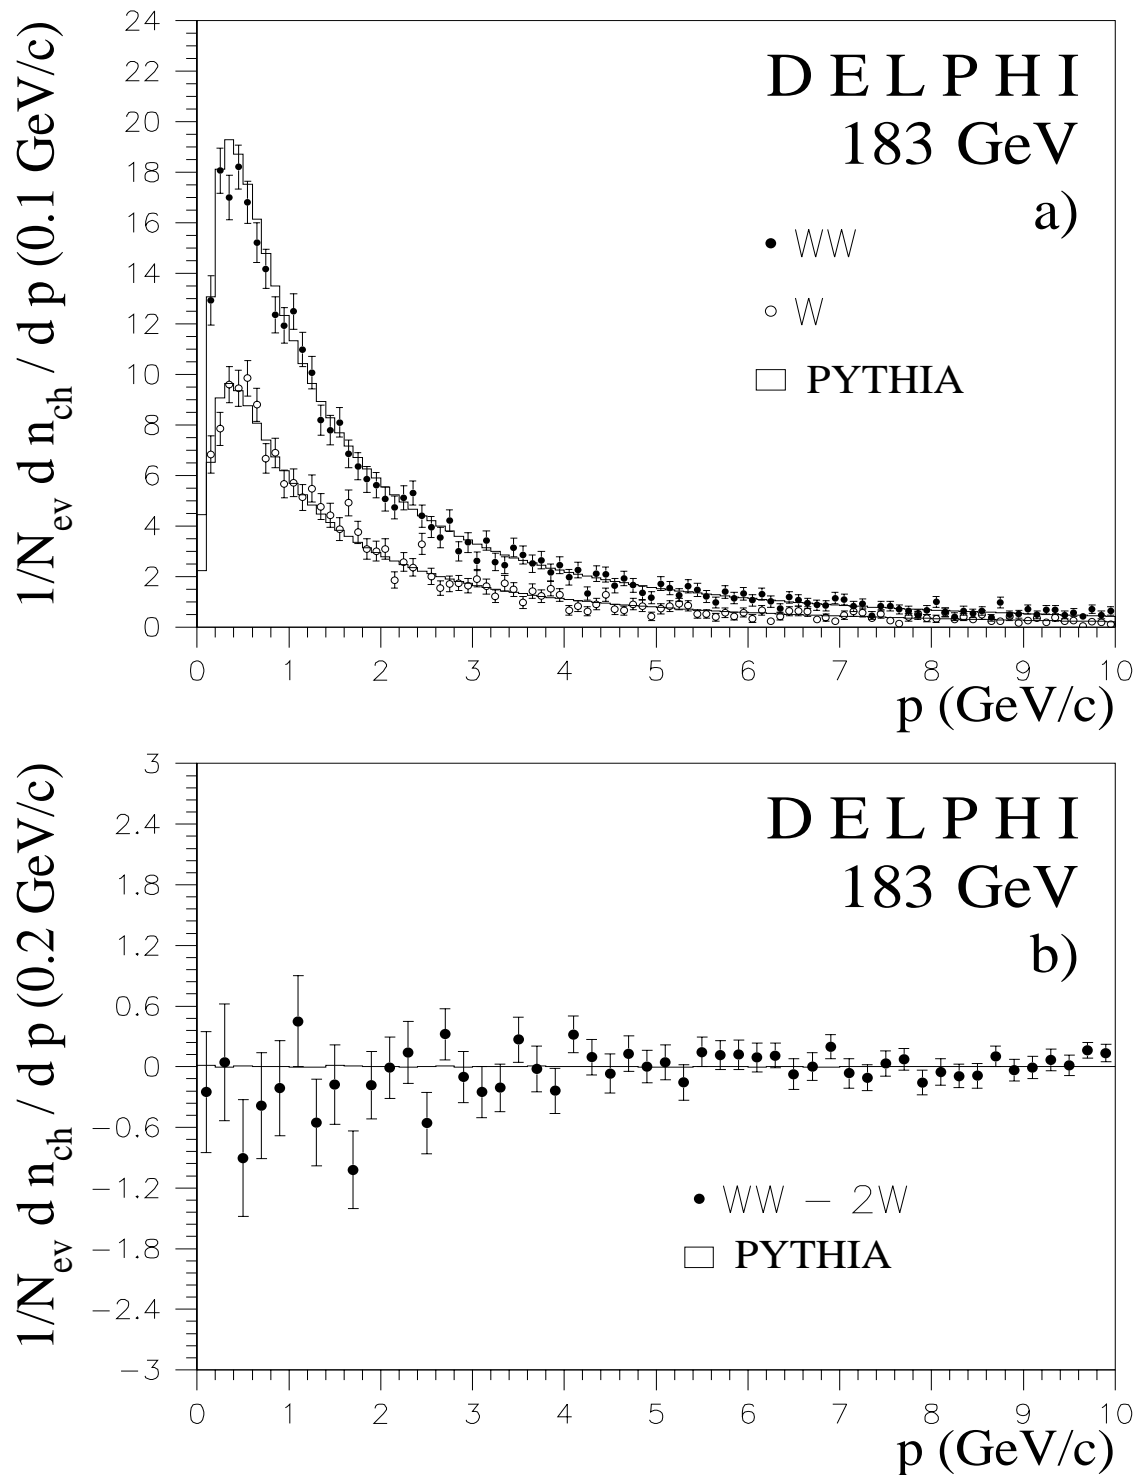 1/N_ev d n_ch / d p (0.1 GeV/c)
24
22
20
18
16
14
12
10
8
6
4
2
0
DELPHI
183 GeV
a)
WW
W
PYTHIA
0 1 2 3 4 5 6 7 8 9 10
p (GeV/c)
1/N_ev d n_ch / d p (0.2 GeV/c)
3
2.4
1.8
1.2
0.6
0
−0.6
−1.2
−1.8
−2.4
−3
DELPHI
183 GeV
b)
WW − 2W
PYTHIA
0 1 2 3 4 5 6 7 8 9 10
p (GeV/c)